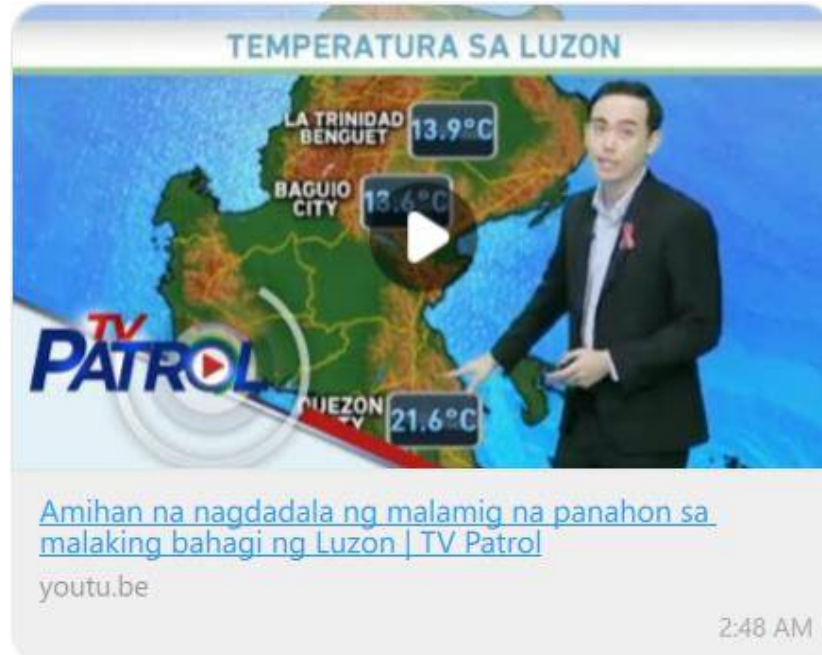 TEMPERATURA SA LUZON
LA TRINIDAD
BENGUET
13.9°C
BAGUIO
CITY
13.6°C
TV
PATROL
QUEZON
21.6°C
Amihan na nagdadala ng malamig na panahon sa
malaking bahagi ng Luzon | TV Patrol
youtu.be
2:48 AM